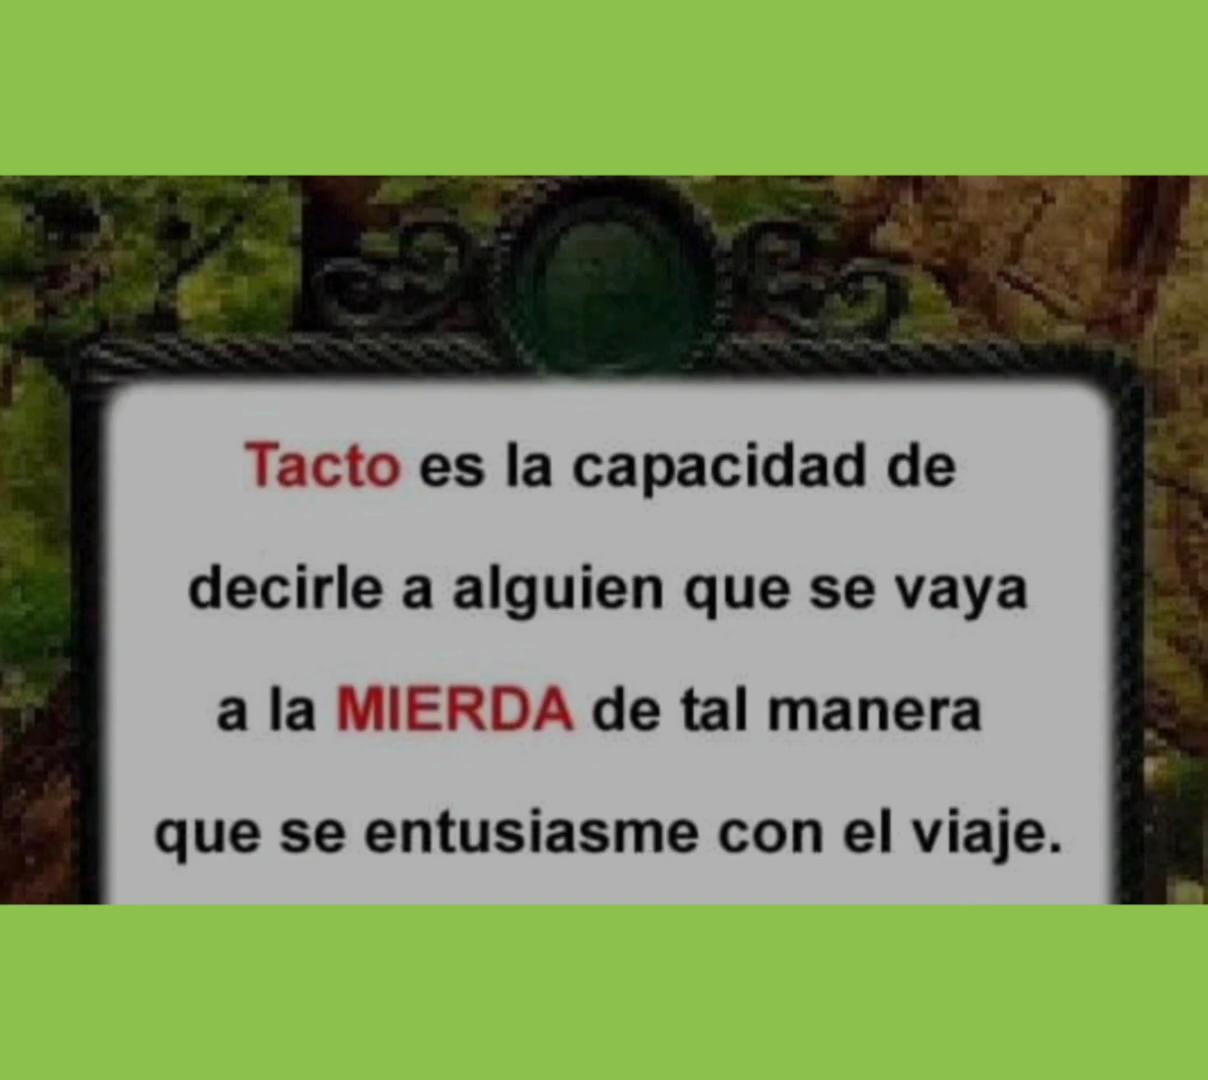 Tacto es la capacidad de
decirle a alguien que se vaya
a la MIERDA de tal manera
que se entusiasme con el viaje.